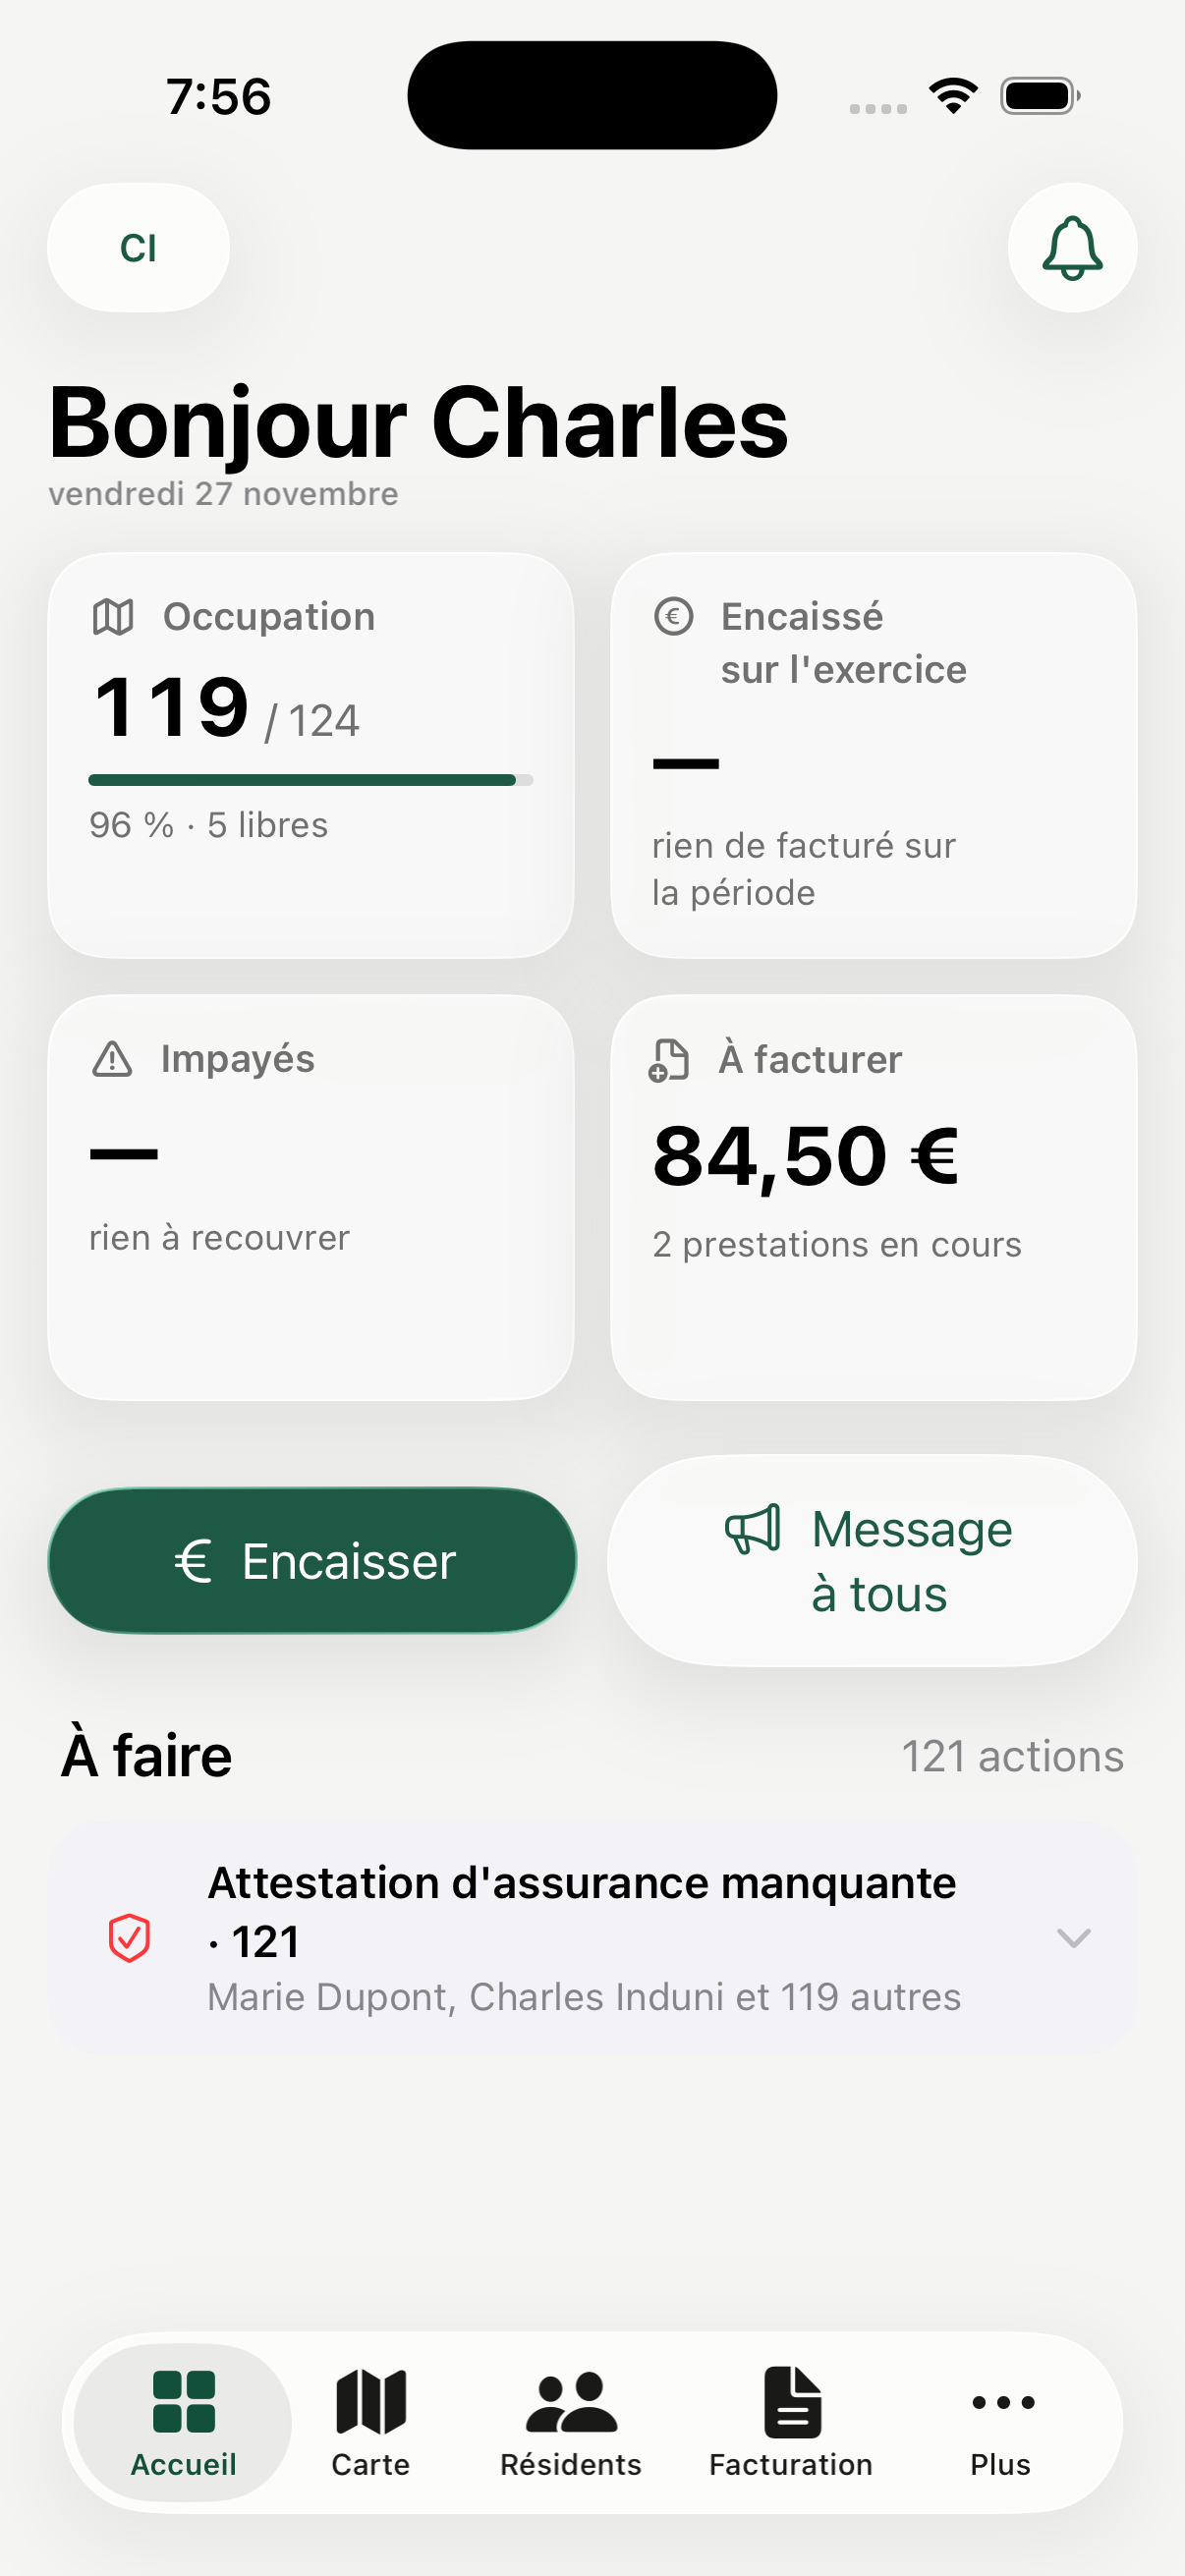 7:56
CI
Bonjour Charles
vendredi 27 novembre
Occupation
119 / 124
96 % · 5 libres
Encaissé
sur l'exercice
—
rien de facturé sur
la période
Impayés
—
rien à recouvrer
À facturer
84,50 €
2 prestations en cours
€ Encaisser
Message
à tous
À faire
121 actions
Attestation d'assurance manquante
· 121
Marie Dupont, Charles Induni et 119 autres
Accueil
Carte
Résidents
Facturation
Plus